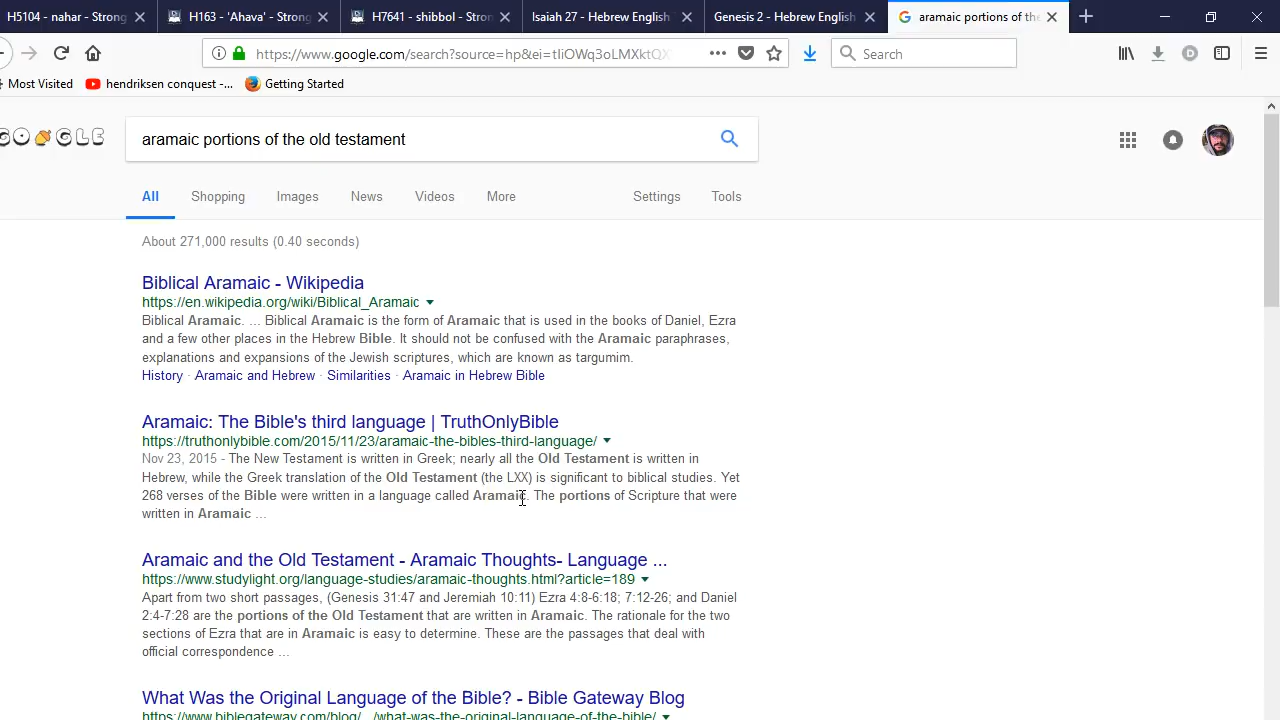 H5104 - nahar - Strong
H163 - 'Ahava' - Strong
H7641 - shibbol - Stron
Isaiah 27 - Hebrew English
Genesis 2 - Hebrew English
aramaic portions of the
https://www.google.com/search?source=hp&ei=tIiOWq3oLMXktQX
Search
Most Visited
hendriksen conquest -...
Getting Started
GOOGLE
aramaic portions of the old testament
All Shopping Images News Videos More Settings Tools
About 271,000 results (0.40 seconds)
Biblical Aramaic - Wikipedia
https://en.wikipedia.org/wiki/Biblical_Aramaic
Biblical Aramaic. ... Biblical Aramaic is the form of Aramaic that is used in the books of Daniel, Ezra
and a few other places in the Hebrew Bible. It should not be confused with the Aramaic paraphrases,
explanations and expansions of the Jewish scriptures, which are known as targumim.
History · Aramaic and Hebrew · Similarities · Aramaic in Hebrew Bible
Aramaic: The Bible's third language | TruthOnlyBible
https://truthonlybible.com/2015/11/23/aramaic-the-bibles-third-language/
Nov 23, 2015 - The New Testament is written in Greek; nearly all the Old Testament is written in
Hebrew, while the Greek translation of the Old Testament (the LXX) is significant to biblical studies. Yet
268 verses of the Bible were written in a language called Aramaic. The portions of Scripture that were
written in Aramaic ...
Aramaic and the Old Testament - Aramaic Thoughts- Language ...
https://www.studylight.org/language-studies/aramaic-thoughts.html?article=189
Apart from two short passages, (Genesis 31:47 and Jeremiah 10:11) Ezra 4:8-6:18; 7:12-26; and Daniel
2:4-7:28 are the portions of the Old Testament that are written in Aramaic. The rationale for the two
sections of Ezra that are in Aramaic is easy to determine. These are the passages that deal with
official correspondence ...
What Was the Original Language of the Bible? - Bible Gateway Blog
https://www.biblegateway.com/blog/.../what-was-the-original-language-of-the-bible/